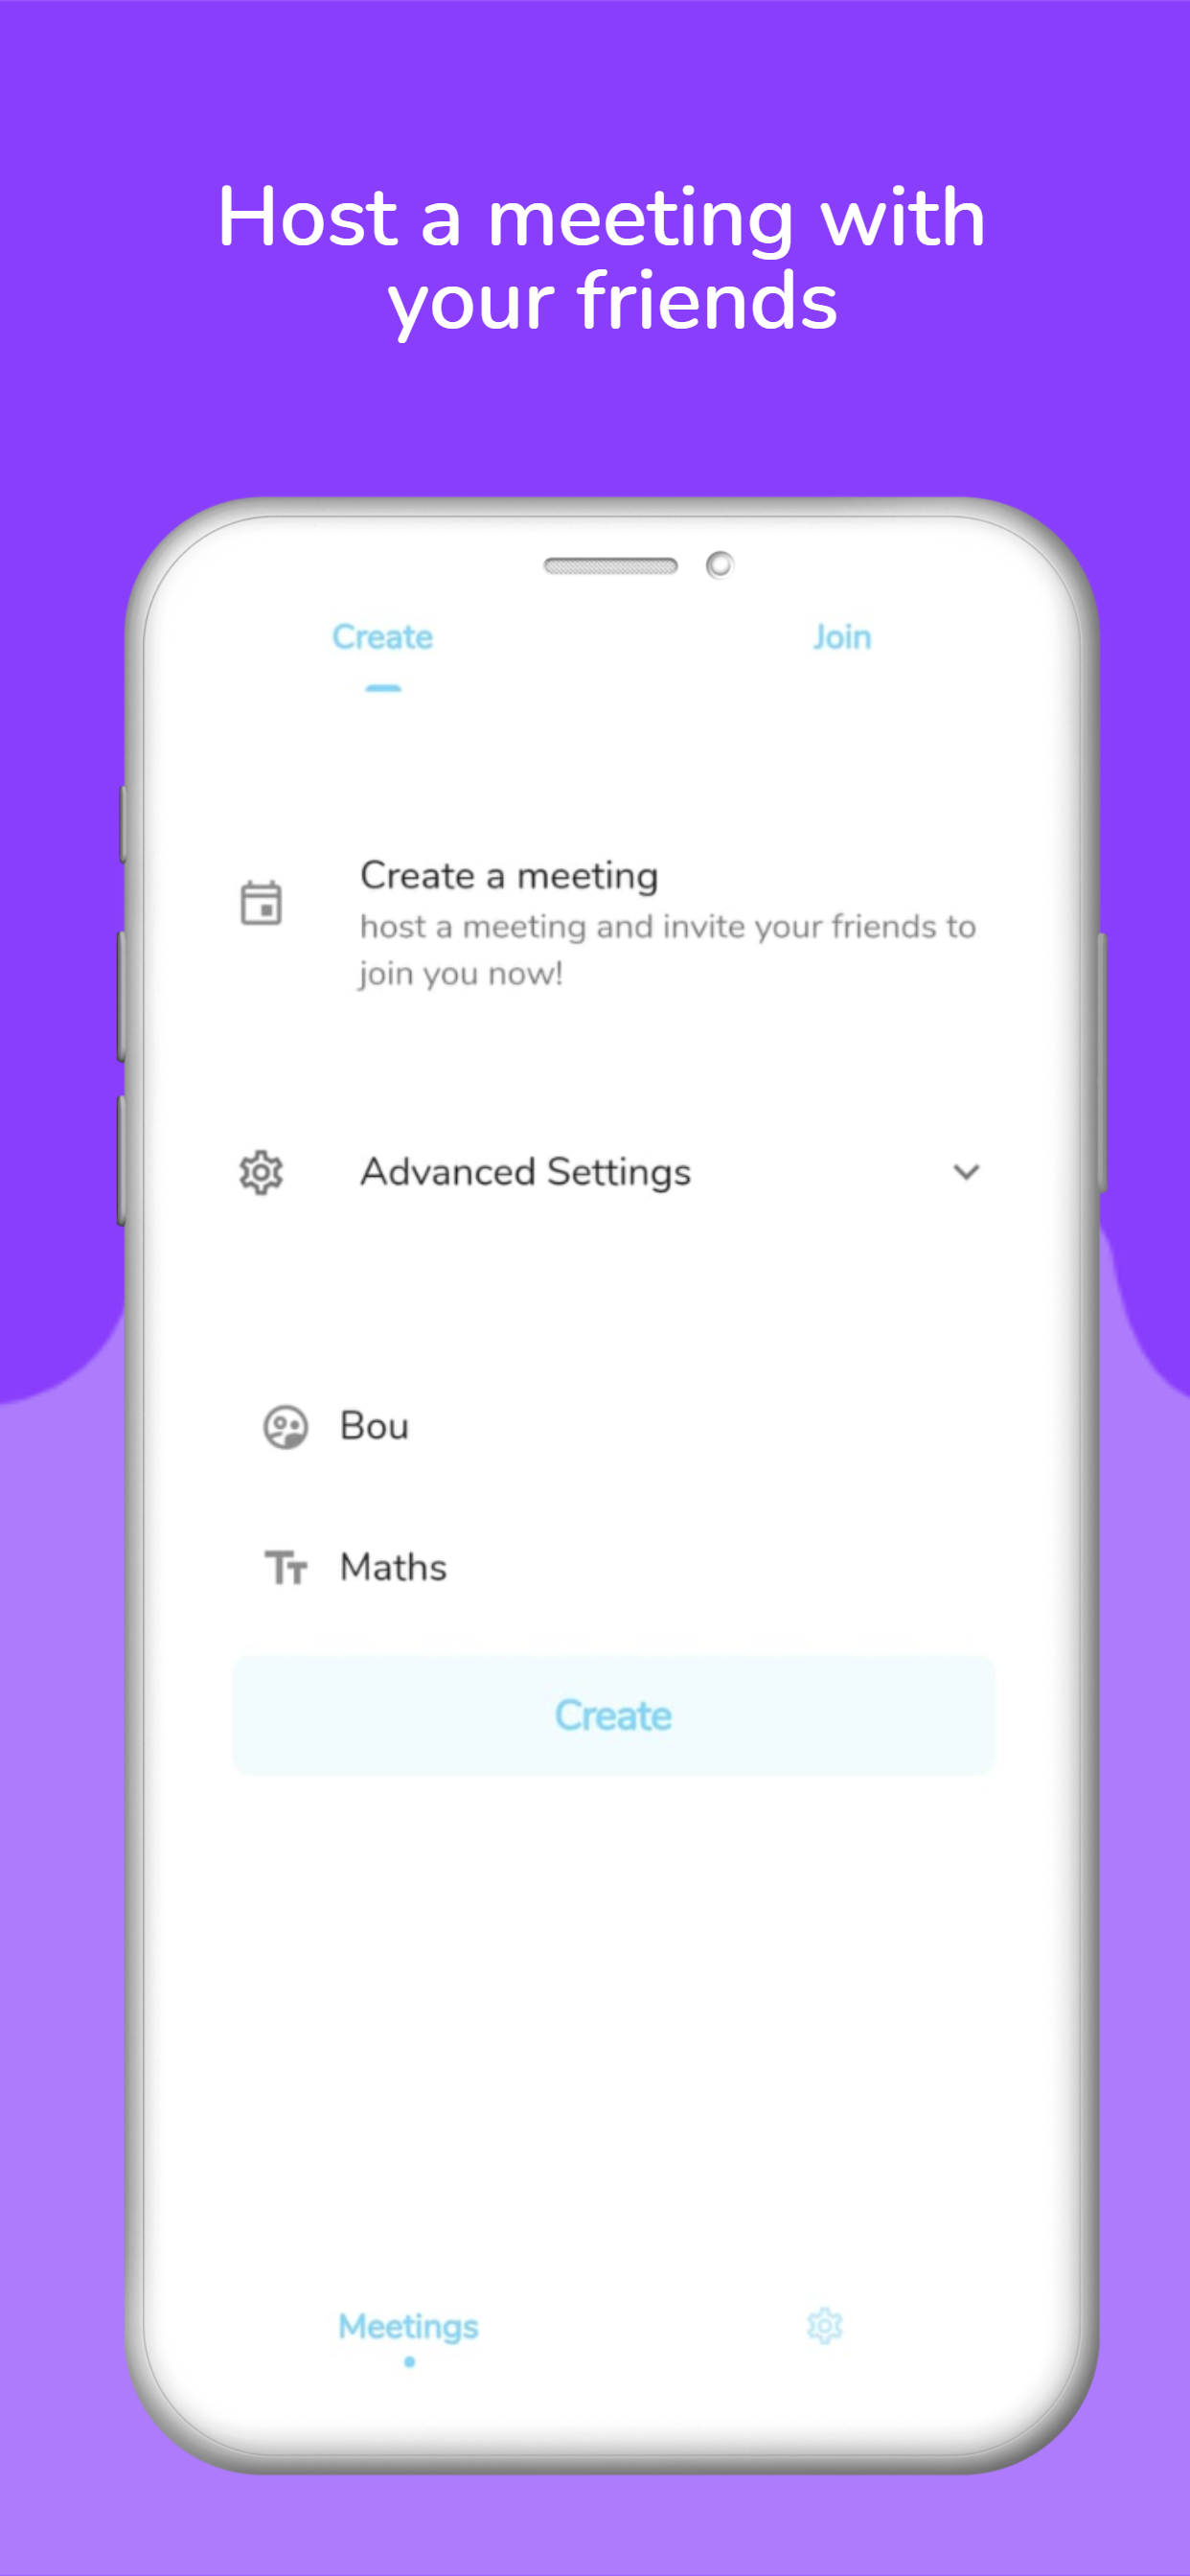 Host a meeting with
your friends
Create
Join
Create a meeting
host a meeting and invite your friends to
join you now!
Advanced Settings
Bou
Maths
Create
Meetings